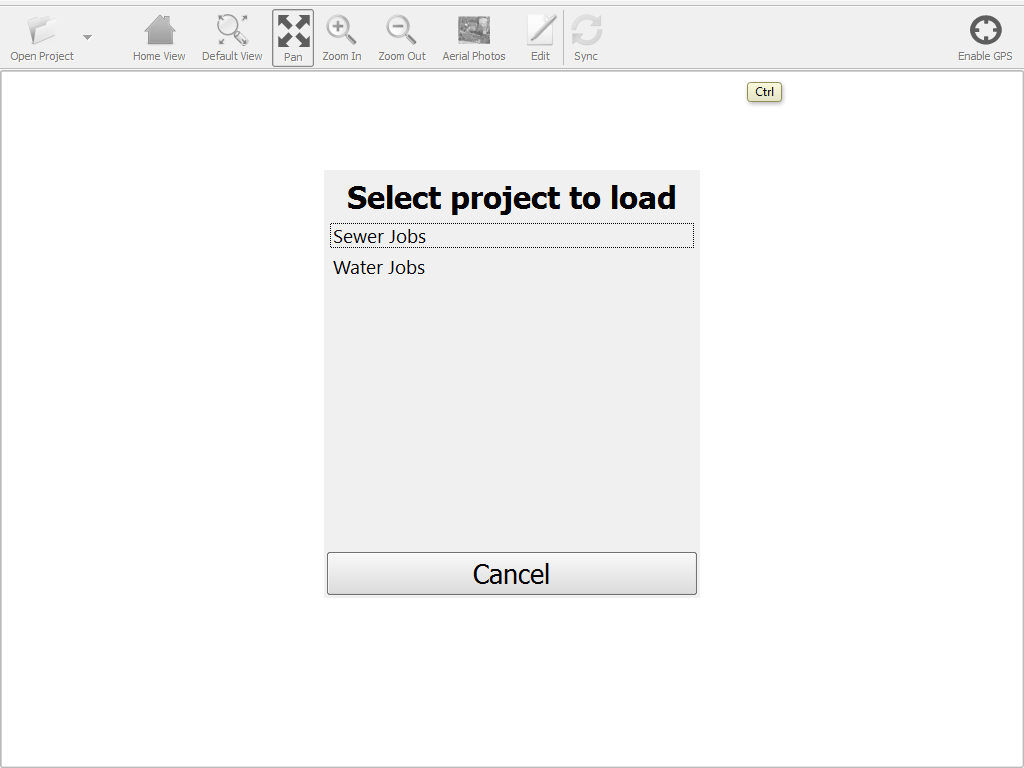 Open Project Home View Default View Pan Zoom In Zoom Out Aerial Photos Edit Sync Enable GPS
Ctrl
Select project to load
Sewer Jobs
Water Jobs
Cancel